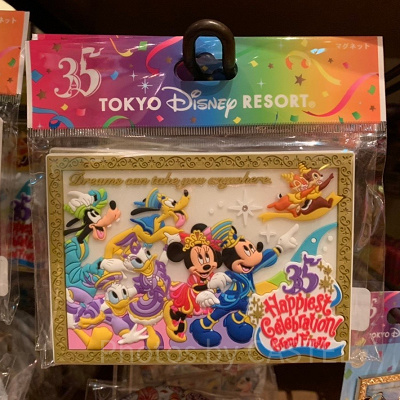 35
マグネット
TOKYO Disney RESORT®
Dreams can take you anywhere
35
Happiest
Celebration!
Grand Finale